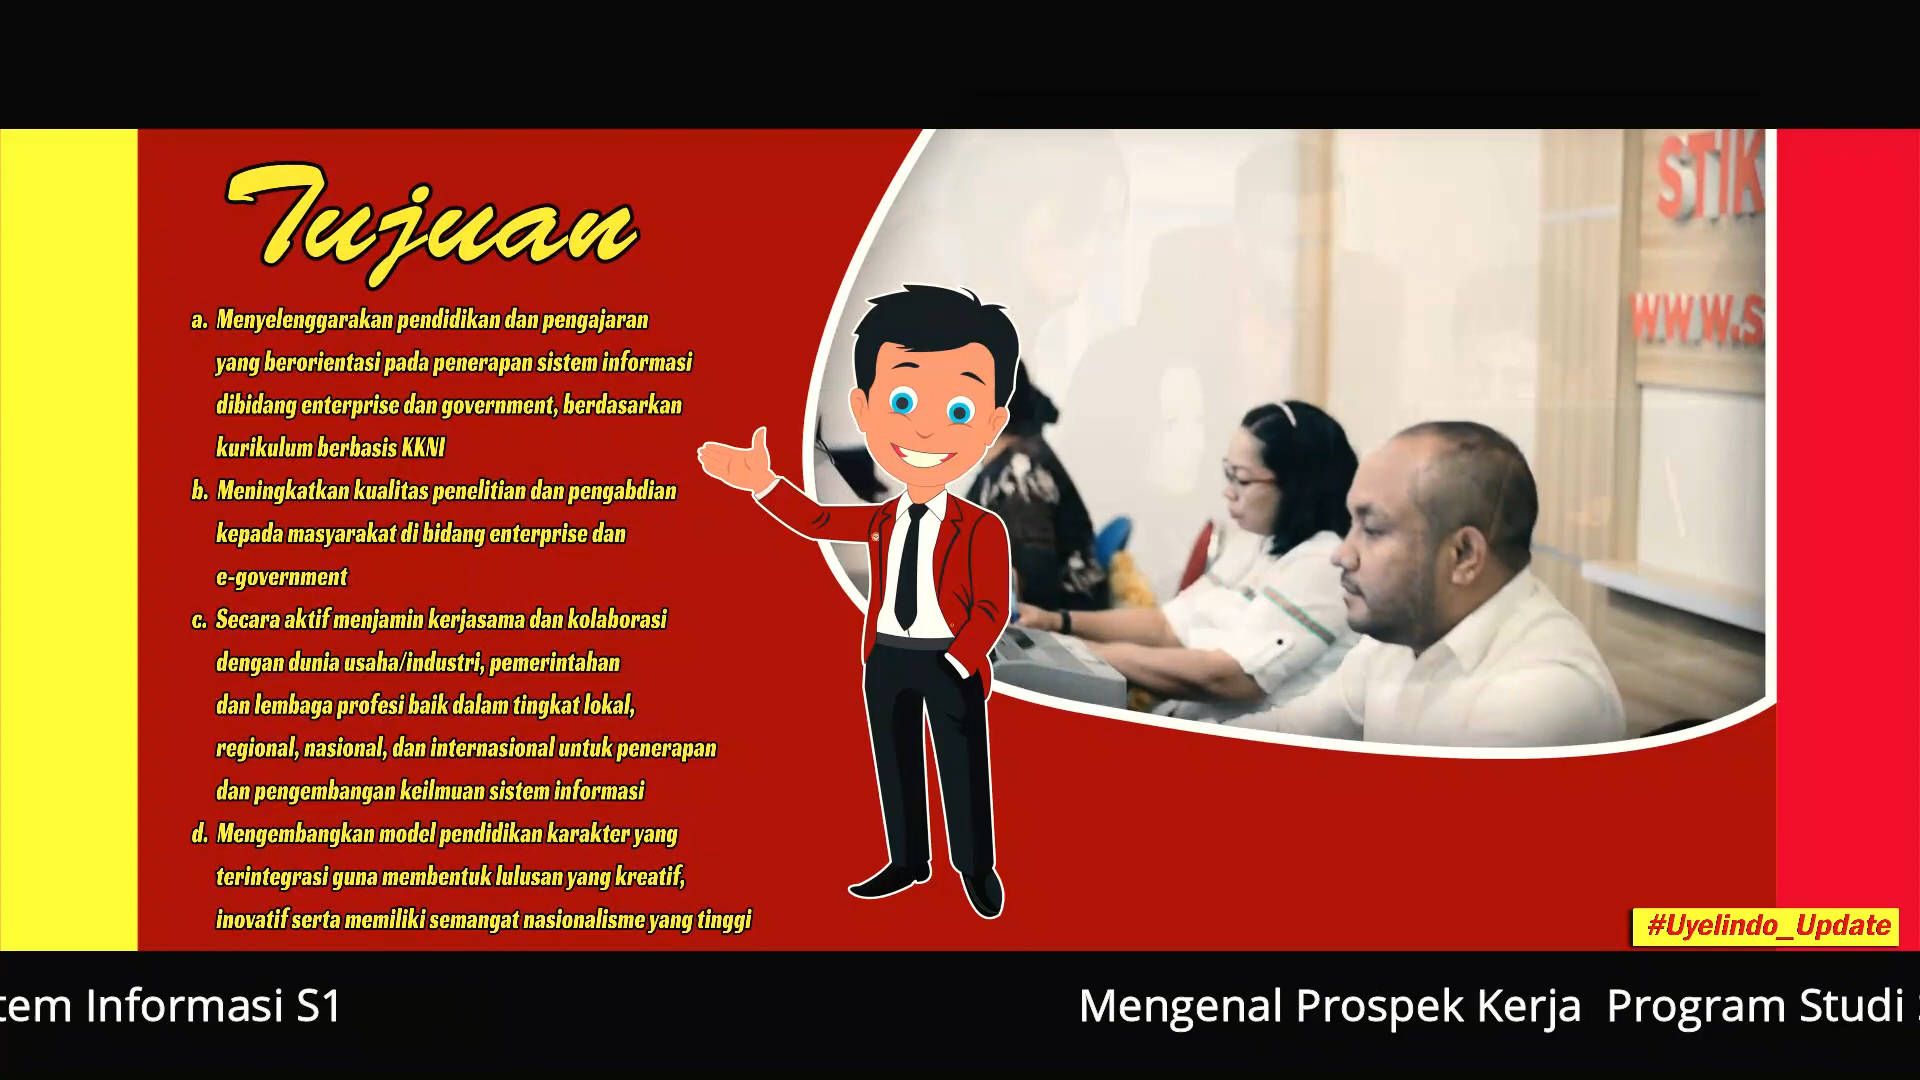 Tujuan
a. Menyelenggarakan pendidikan dan pengajaran
yang berorientasi pada penerapan sistem informasi
dibidang enterprise dan government, berdasarkan
kurikulum berbasis KKNI
b. Meningkatkan kualitas penelitian dan pengabdian
kepada masyarakat di bidang enterprise dan
e-government
c. Secara aktif menjamin kerjasama dan kolaborasi
dengan dunia usaha/industri, pemerintahan
dan lembaga profesi baik dalam tingkat lokal,
regional, nasional, dan internasional untuk penerapan
dan pengembangan keilmuan sistem informasi
d. Mengembangkan model pendidikan karakter yang
terintegrasi guna membentuk lulusan yang kreatif,
inovatif serta memiliki semangat nasionalisme yang tinggi
STIK
WWW.S
#Uyelindo_Update
tem Informasi S1 Mengenal Prospek Kerja Program Studi